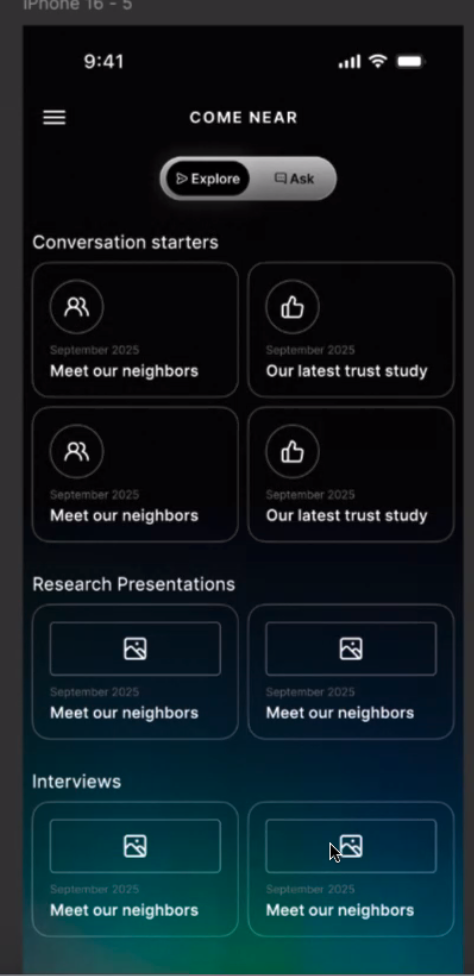 iPhone 16 - 5
9:41
COME NEAR
Explore
Ask
Conversation starters
September 2025
Meet our neighbors
September 2025
Our latest trust study
September 2025
Meet our neighbors
September 2025
Our latest trust study
Research Presentations
September 2025
Meet our neighbors
September 2025
Meet our neighbors
Interviews
September 2025
Meet our neighbors
September 2025
Meet our neighbors